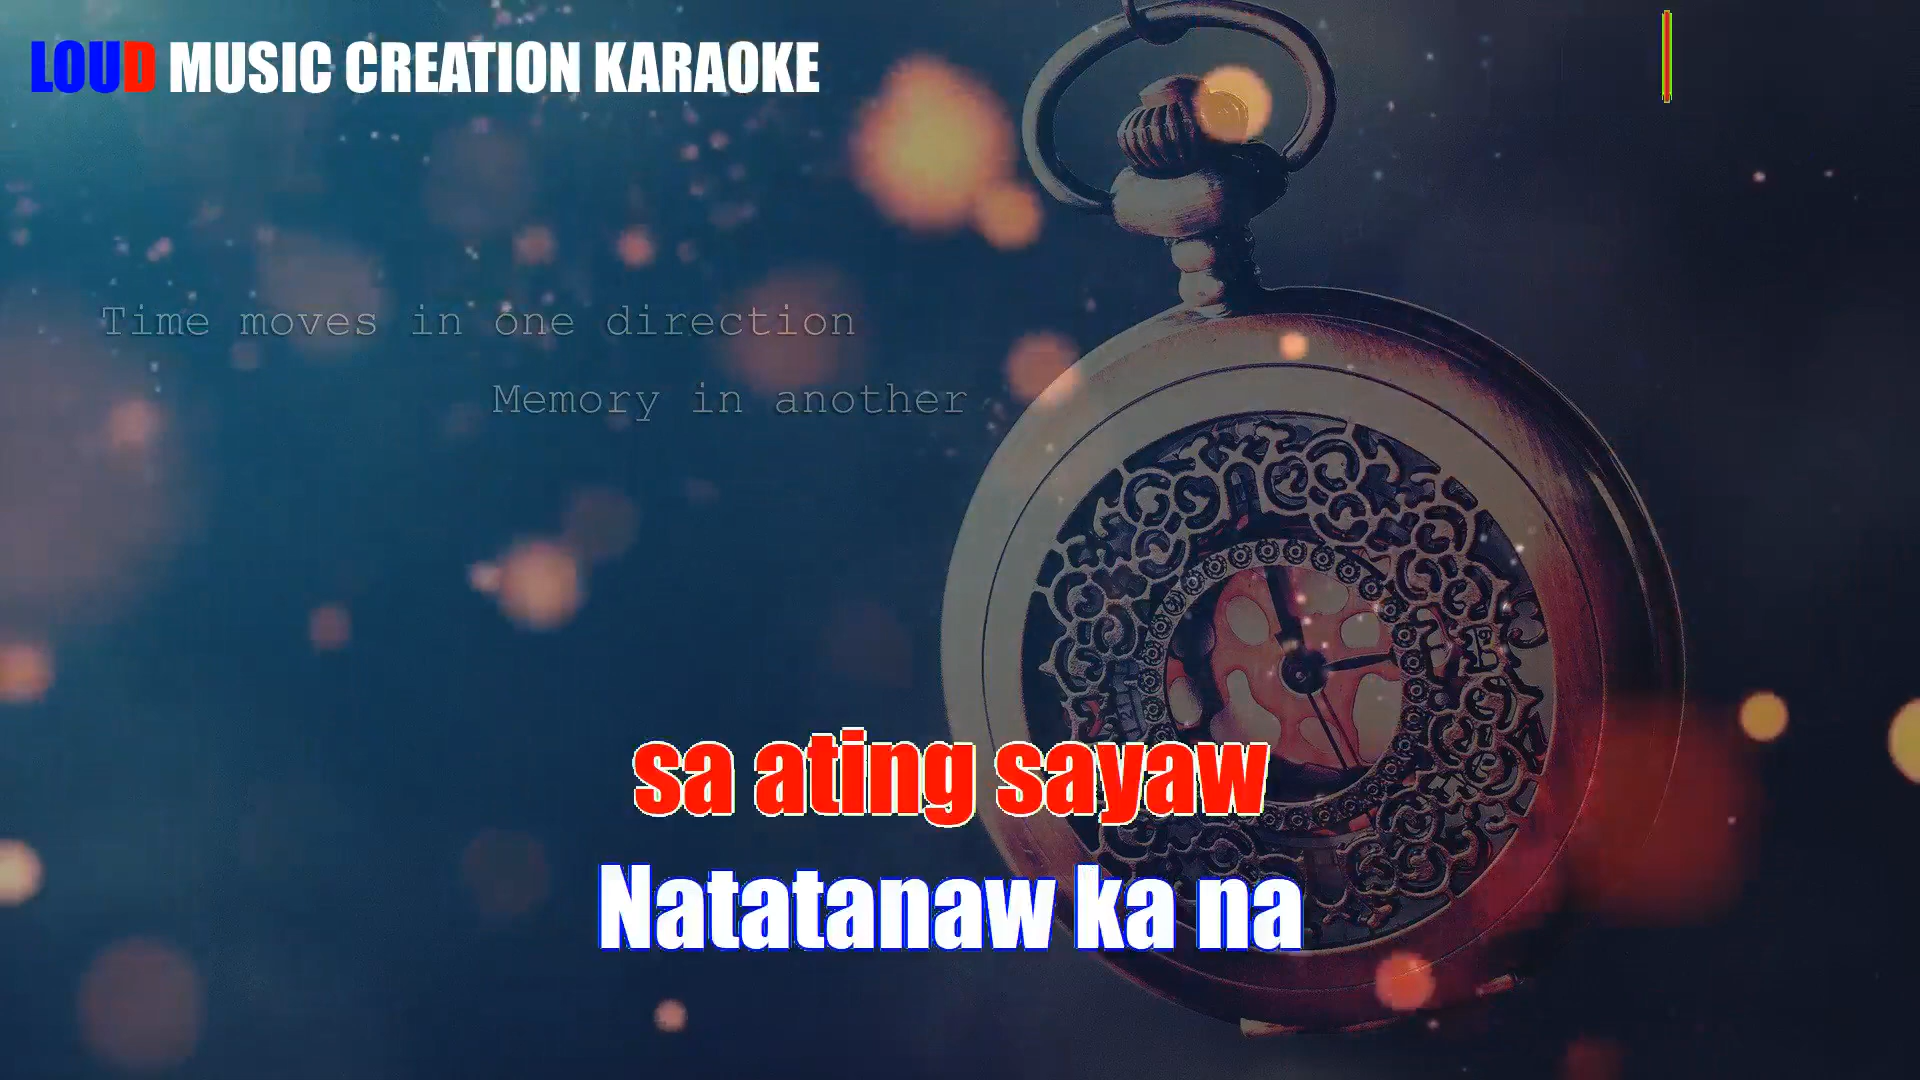 LOUD MUSIC CREATION KARAOKE
Time moves in one direction
Memory in another
sa ating sayaw
Natatanaw ka na